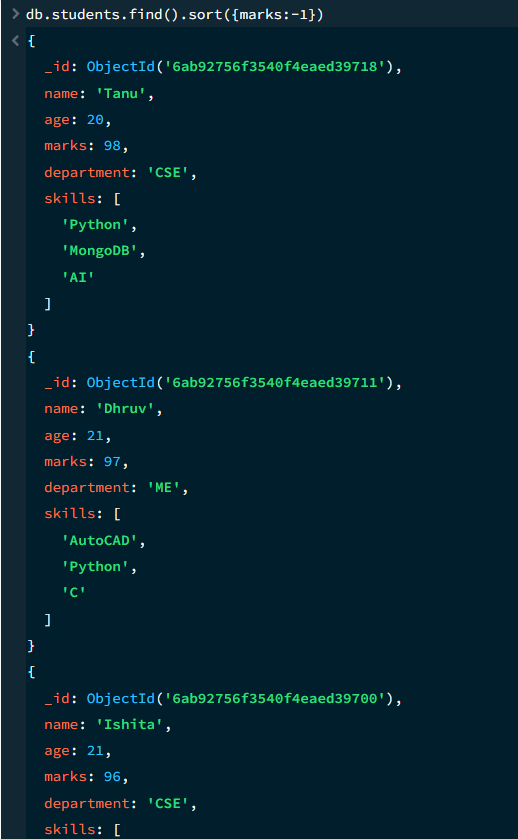 db.students.find().sort({marks:-1})
{
_id: ObjectId('6ab92756f3540f4eaed39718'),
name: 'Tanu',
age: 20,
marks: 98,
department: 'CSE',
skills: [
'Python',
'MongoDB',
'AI'
]
}
{
_id: ObjectId('6ab92756f3540f4eaed39711'),
name: 'Dhruv',
age: 21,
marks: 97,
department: 'ME',
skills: [
'AutoCAD',
'Python',
'C'
]
}
{
_id: ObjectId('6ab92756f3540f4eaed39700'),
name: 'Ishita',
age: 21,
marks: 96,
department: 'CSE',
skills: [